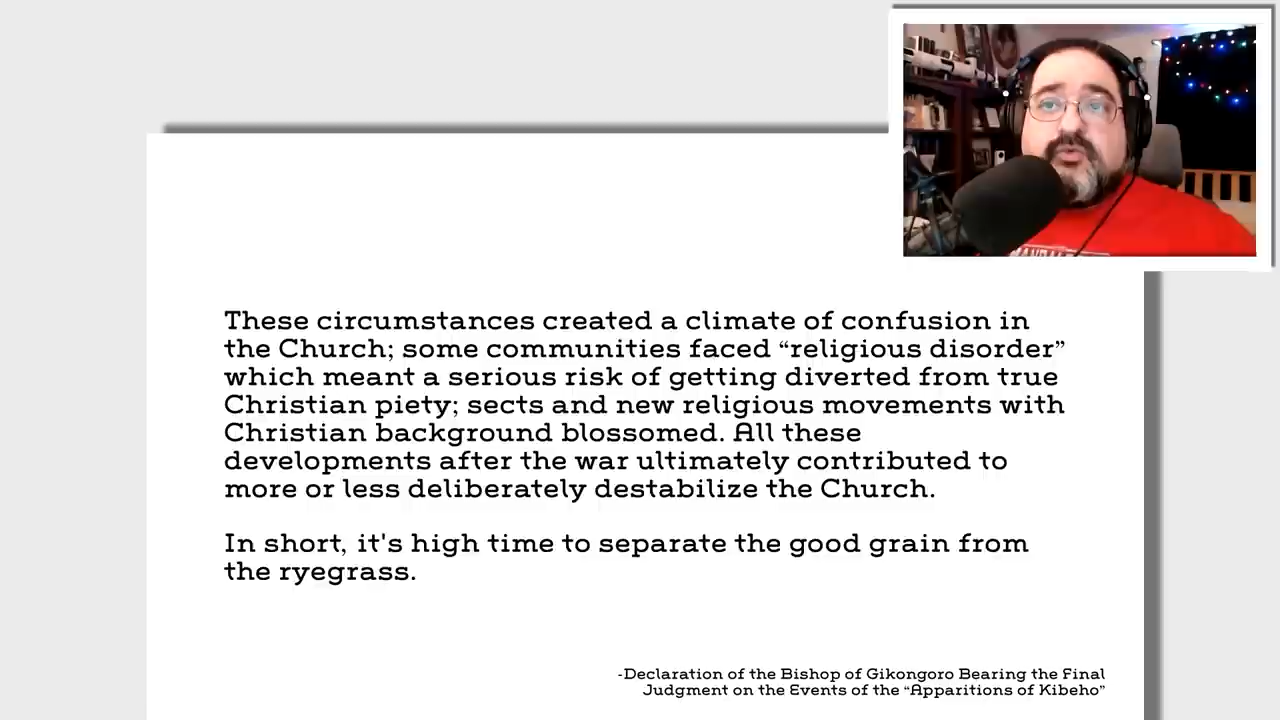 These circumstances created a climate of confusion in
the Church; some communities faced “religious disorder”
which meant a serious risk of getting diverted from true
Christian piety; sects and new religious movements with
Christian background blossomed. All these
developments after the war ultimately contributed to
more or less deliberately destabilize the Church.
In short, it's high time to separate the good grain from
the ryegrass.
-Declaration of the Bishop of Gikongoro Bearing the Final
Judgment on the Events of the “Apparitions of Kibeho”